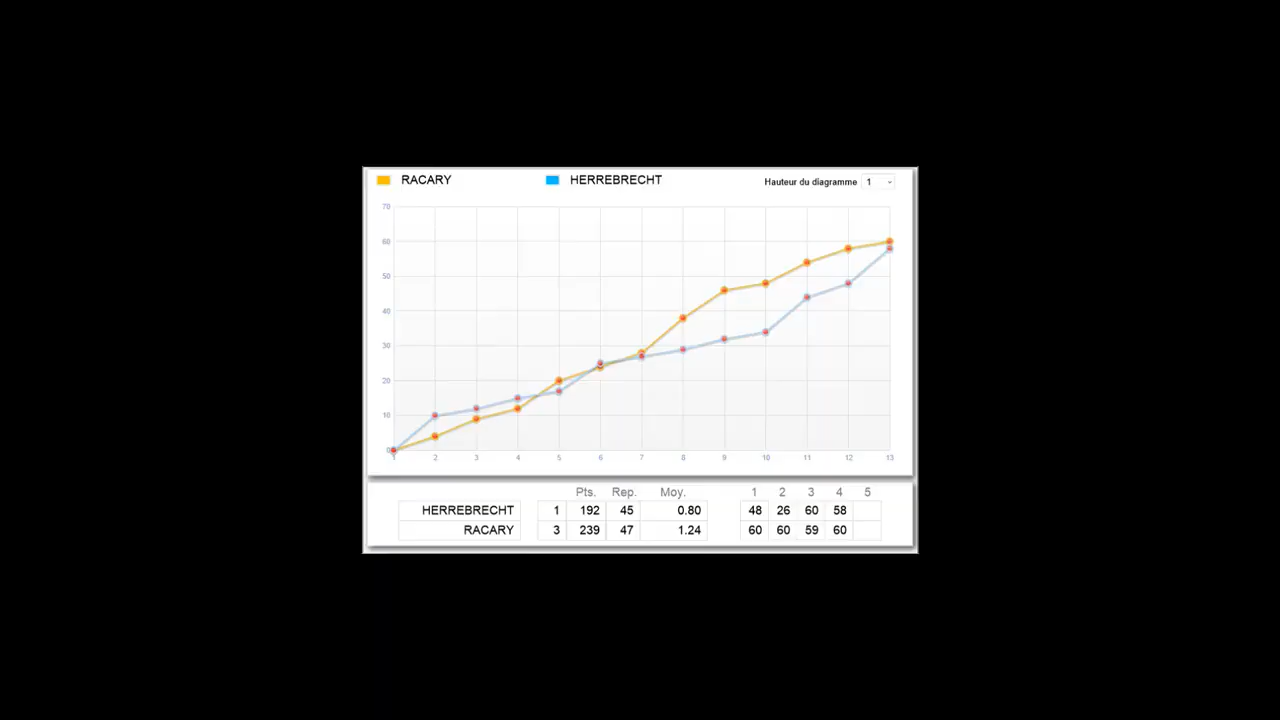 RACARY HERREBRECHT Hauteur du diagramme 1
70
60
50
40
30
20
10
0
1 2 3 4 5 6 7 8 9 10 11 12 13
Pts. Rep. Moy. 1 2 3 4 5
HERREBRECHT 1 192 45 0.80 48 26 60 58
RACARY 3 239 47 1.24 60 60 59 60